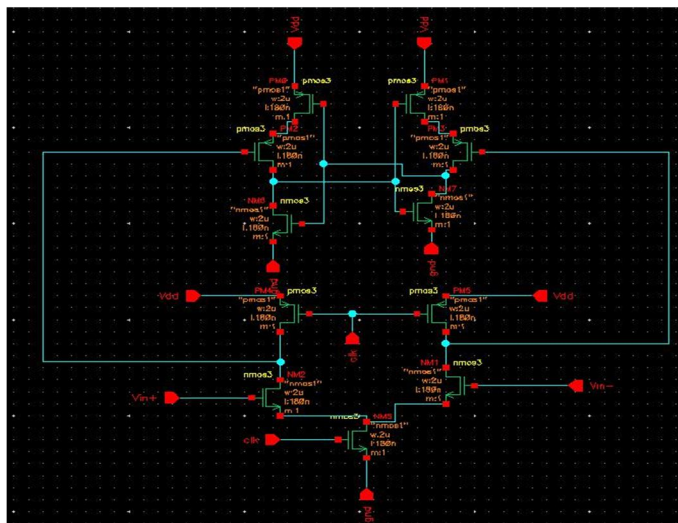 Vdd
Vdd
PM0
pmos3
"pmos1"
w:2u
l:180n
m:1
pmos3
PM1
"pmos1"
w:2u
l:180n
m:1
pmos3
PM2
"pmos1"
w:2u
l:180n
m:1
PM3
pmos3
"pmos1"
w:2u
l:180n
m:1
nmos3
"nmos1"
w:2u
l:180n
m:1
nmos3
NM7
"nmos1"
w:2u
l:180n
m:1
gnd
gnd
Vdd
PM4
pmos3
"pmos1"
w:2u
l:180n
m:1
pmos3
PM5
"pmos1"
w:2u
l:180n
m:1
Vdd
clk
nmos3
NM2
"nmos1"
w:2u
l:180n
m:1
nmos3
NM1
"nmos1"
w:2u
l:180n
m:1
Vin+
Vin-
nmos3
"nmos1"
w:2u
l:180n
m:1
clk
gnd